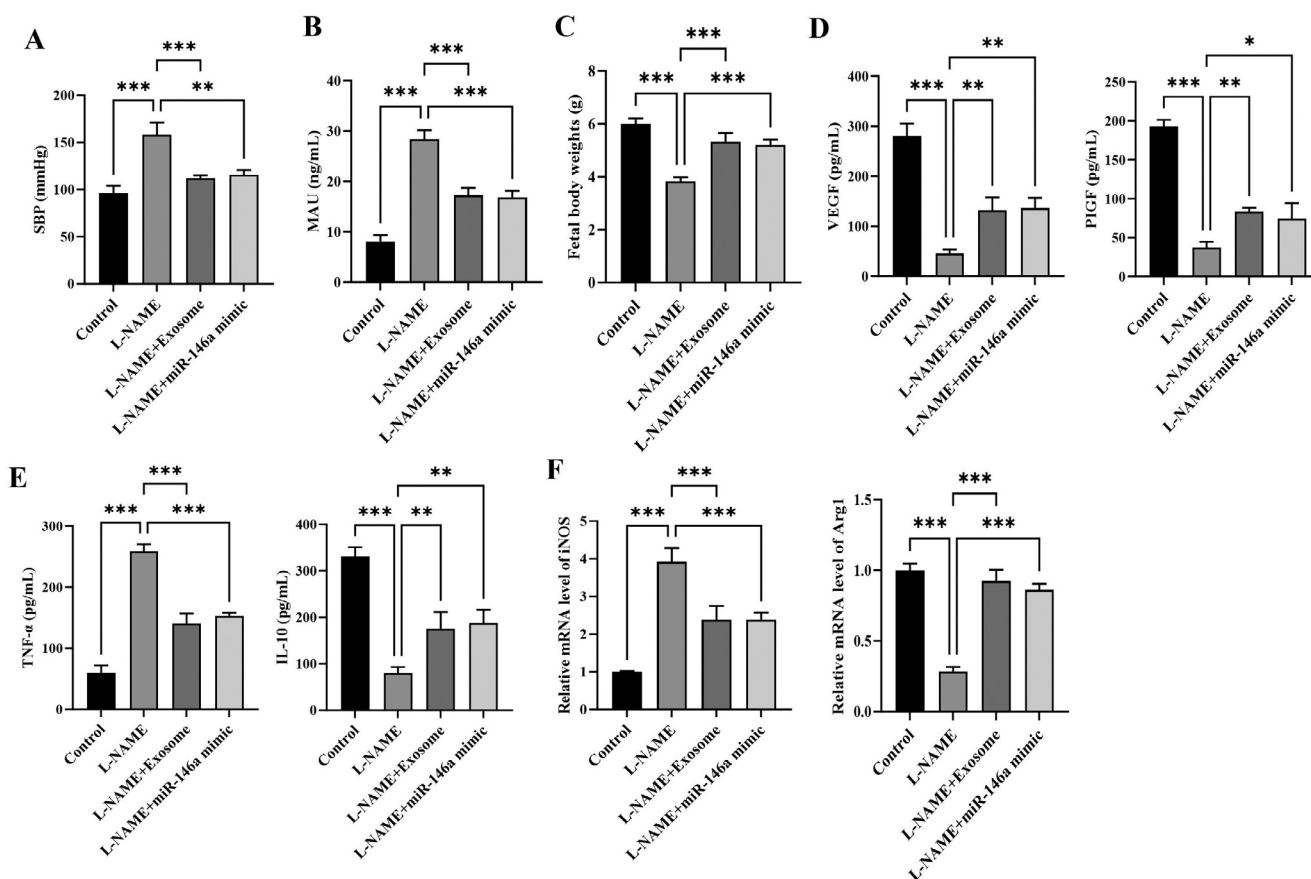 A
***
***
**
200
150
100
50
0
SBP (mmHg)
Control
L-NAME
L-NAME+Exosome
L-NAME+miR-146a mimic
B
***
***
***
40
30
20
10
0
MAU (ng/mL)
Control
L-NAME
L-NAME+Exosome
L-NAME+miR-146a mimic
C
***
***
***
8
6
4
2
0
Fetal body weights (g)
Control
L-NAME
L-NAME+Exosome
L-NAME+miR-146a mimic
D
**
***
**
400
300
200
100
0
VEGF (pg/mL)
Control
L-NAME
L-NAME+Exosome
L-NAME+miR-146a mimic
*
***
**
250
200
150
100
50
0
PIGF (pg/mL)
Control
L-NAME
L-NAME+Exosome
L-NAME+miR-146a mimic
E
***
***
***
300
200
100
0
TNF-α (pg/mL)
Control
L-NAME
L-NAME+Exosome
L-NAME+miR-146a mimic
**
***
**
400
300
200
100
0
IL-10 (pg/mL)
Control
L-NAME
L-NAME+Exosome
L-NAME+miR-146a mimic
F
***
***
***
5
4
3
2
1
0
Relative mRNA level of iNOS
Control
L-NAME
L-NAME+Exosome
L-NAME+miR-146a mimic
***
***
***
1.5
1.0
0.5
0.0
Relative mRNA level of Arg1
Control
L-NAME
L-NAME+Exosome
L-NAME+miR-146a mimic